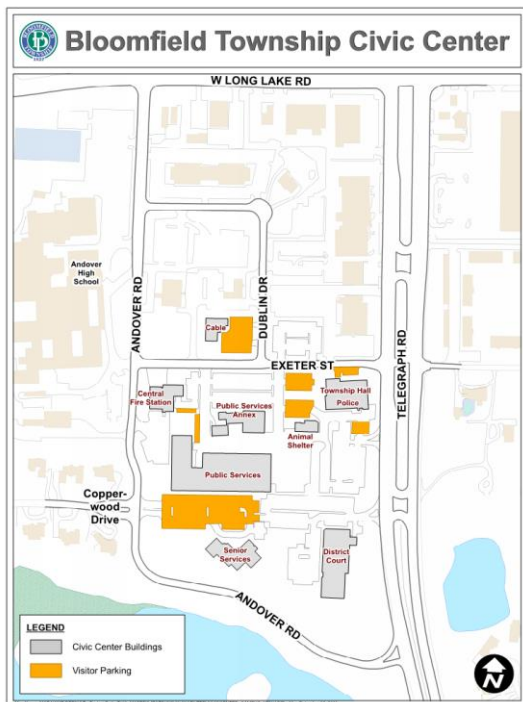 Bloomfield Township Civic Center
W LONG LAKE RD
Andover
High
School
ANDOVER RD
DUBLIN DR
TELEGRAPH RD
Cable
EXETER ST
Central
Fire Station
Public Services
Annex
Township Hall
Police
Animal
Shelter
Public Services
Copper-
wood
Drive
Senior
Services
District
Court
ANDOVER RD
LEGEND
Civic Center Buildings
Visitor Parking
N